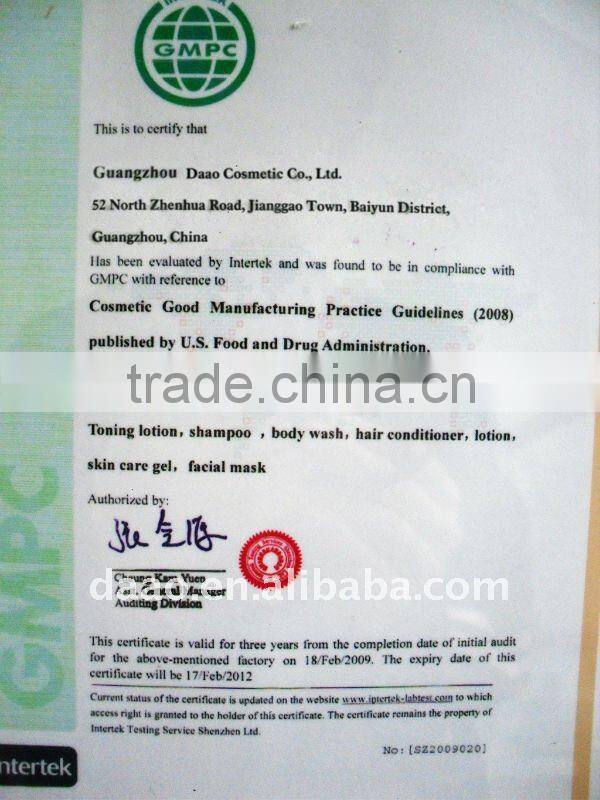 INTERTEK
GMPC
This is to certify that
Guangzhou Daao Cosmetic Co., Ltd.
52 North Zhenhua Road, Jianggao Town, Baiyun District,
Guangzhou, China
Has been evaluated by Intertek and was found to be in compliance with
GMPC with reference to
Cosmetic Good Manufacturing Practice Guidelines (2008)
published by U.S. Food and Drug Administration.
trade.china.cn
Toning lotion, shampoo , body wash, hair conditioner, lotion,
skin care gel, facial mask
Authorized by:
Manager
Auditing Division
daao.en.alibaba.com
This certificate is valid for three years from the completion date of initial audit
for the above-mentioned factory on 18/Feb/2009. The expiry date of this
certificate will be 17/Feb/2012
Current status of the certificate is updated on the website www.intertek-labtest.com to which
access right is granted to the holder of this certificate. The certificate remains the property of
Intertek Testing Service Shenzhen Ltd.
No: [SZ2009020]
GMPC
Intertek